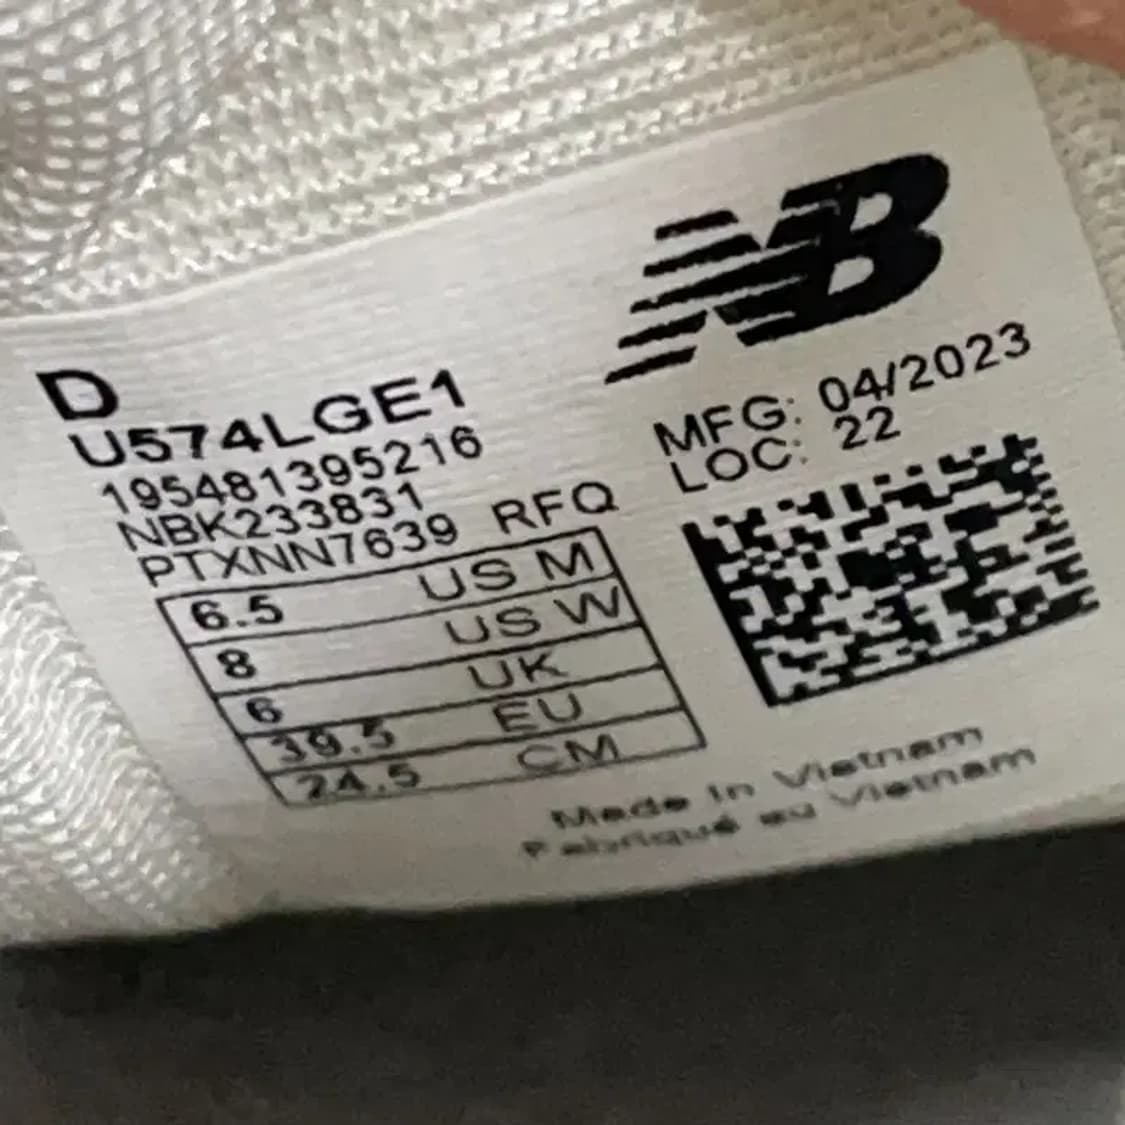 NB
D
U574LGE1
195481395216
NBK233831
PTXNN7639 RFQ
MFG: 04/2023
LOC: 22
6.5 US M
8 US W
6 UK
39.5 EU
24.5 CM
Made in Vietnam
Fabriqué au Vietnam